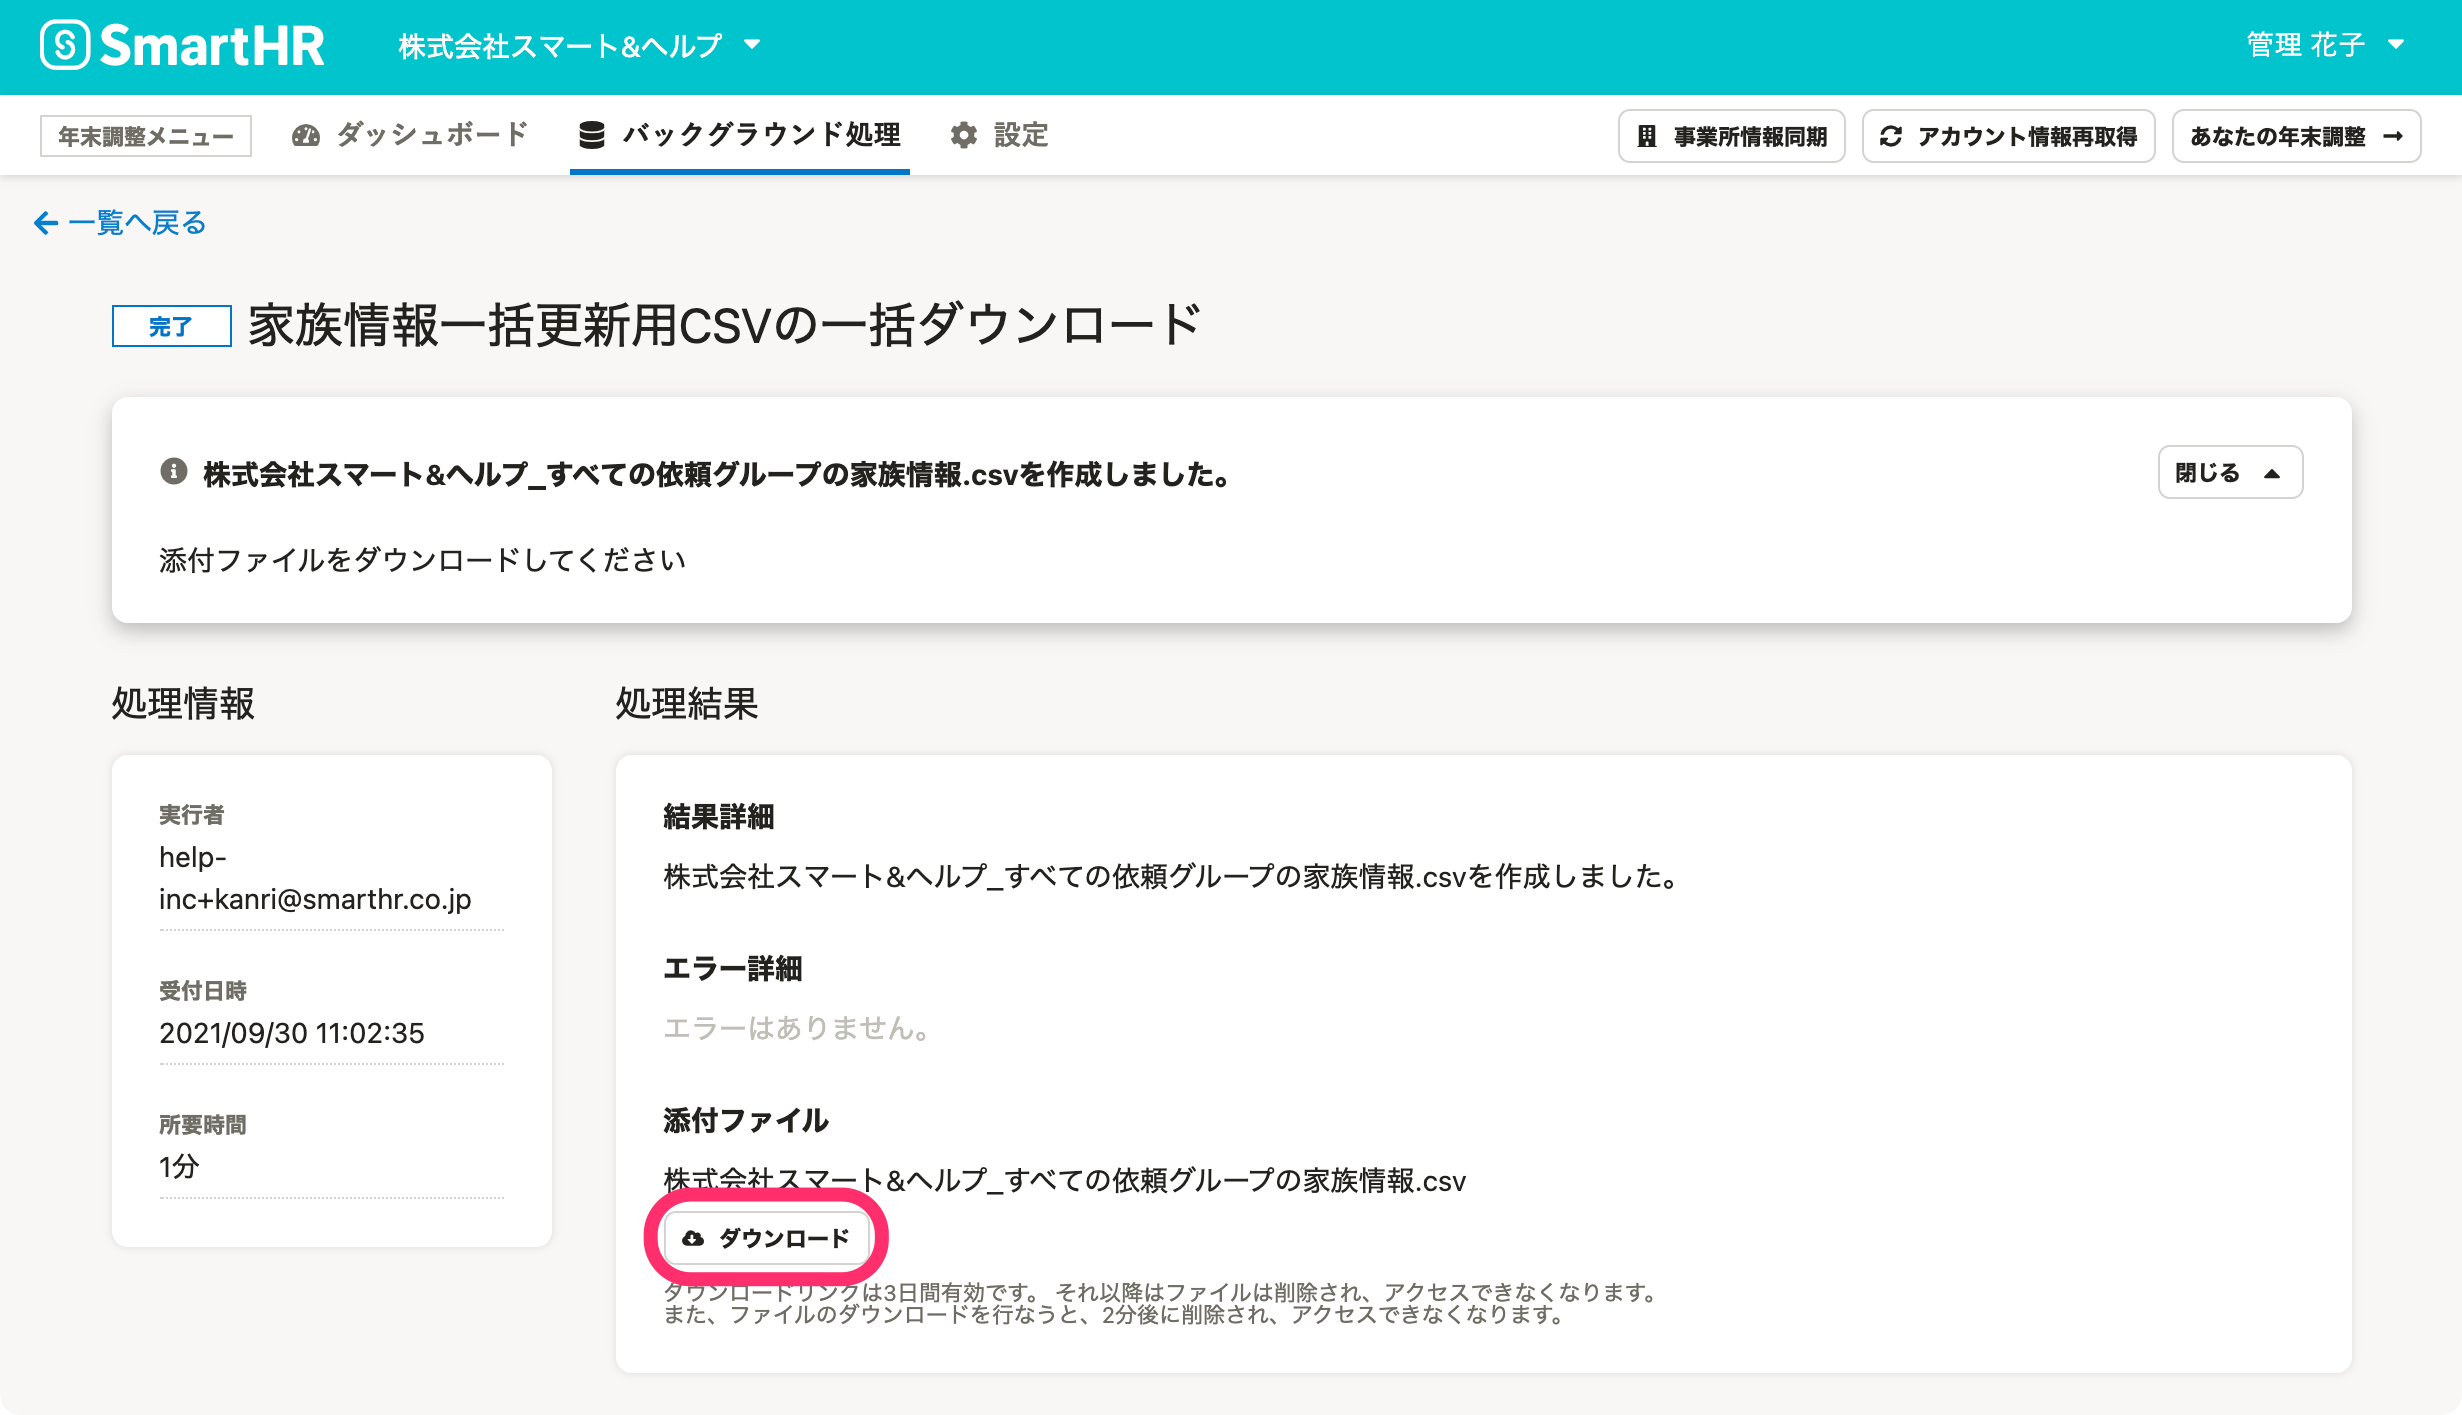 SmartHR 株式会社スマート&ヘルプ 管理 花子
年末調整メニュー ダッシュボード バックグラウンド処理 設定 事業所情報同期 アカウント情報再取得 あなたの年末調整 →
← 一覧へ戻る
完了 家族情報一括更新用CSVの一括ダウンロード
株式会社スマート&ヘルプ_すべての依頼グループの家族情報.csvを作成しました。 閉じる
添付ファイルをダウンロードしてください
処理情報
実行者
help-
inc+kanri@smarthr.co.jp
受付日時
2021/09/30 11:02:35
所要時間
1分
処理結果
結果詳細
株式会社スマート&ヘルプ_すべての依頼グループの家族情報.csvを作成しました。
エラー詳細
エラーはありません。
添付ファイル
株式会社スマート&ヘルプ_すべての依頼グループの家族情報.csv
ダウンロード
ダウンロードリンクは3日間有効です。 それ以降はファイルは削除され、アクセスできなくなります。
また、ファイルのダウンロードを行なうと、2分後に削除され、アクセスできなくなります。